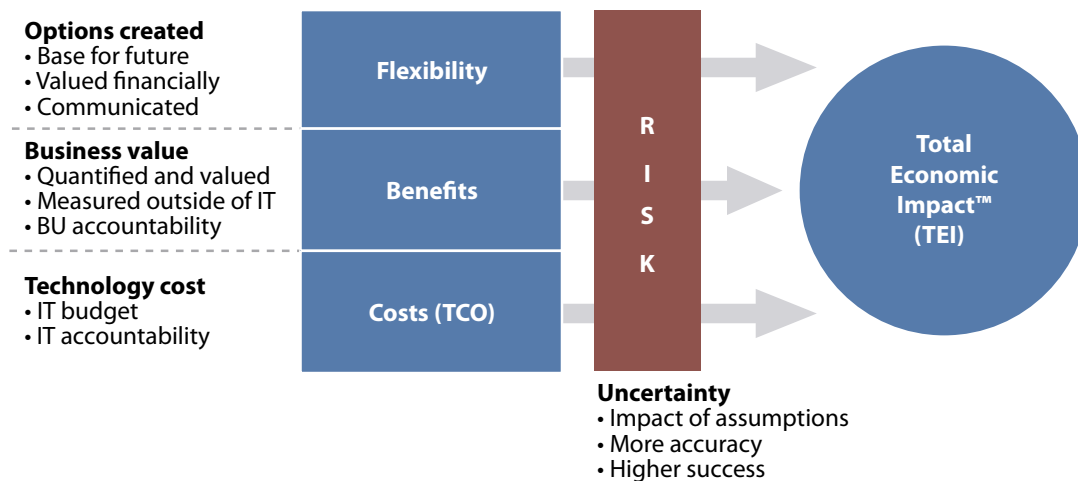 Options created
• Base for future
• Valued financially
• Communicated
Flexibility
Business value
• Quantified and valued
• Measured outside of IT
• BU accountability
Benefits
Technology cost
• IT budget
• IT accountability
Costs (TCO)
R
I
S
K
Uncertainty
• Impact of assumptions
• More accuracy
• Higher success
Total
Economic
Impact™
(TEI)